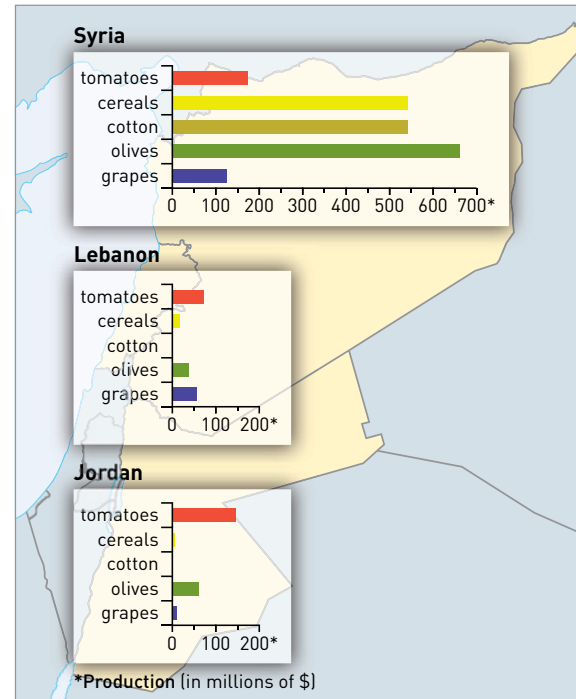 Syria
tomatoes
cereals
cotton
olives
grapes
0 100 200 300 400 500 600 700*
Lebanon
tomatoes
cereals
cotton
olives
grapes
0 100 200*
Jordan
tomatoes
cereals
cotton
olives
grapes
0 100 200*
*Production (in millions of $)